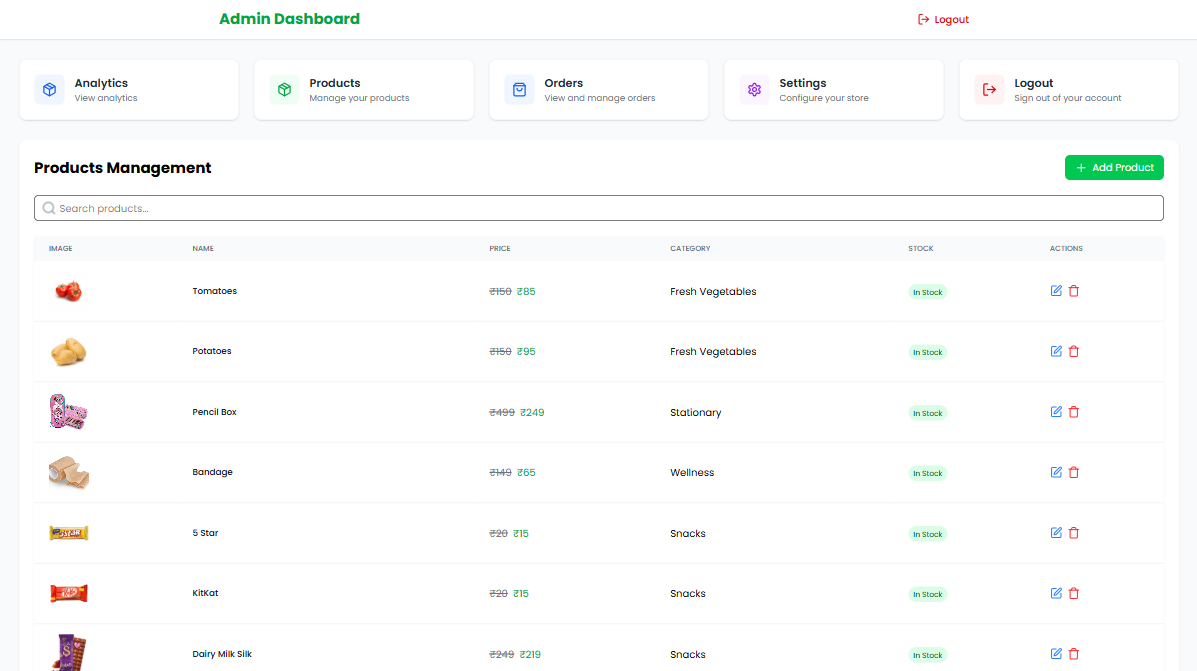 Admin Dashboard
Logout
Analytics
View analytics
Products
Manage your products
Orders
View and manage orders
Settings
Configure your store
Logout
Sign out of your account
Products Management
+ Add Product
Search products...
IMAGE NAME PRICE CATEGORY STOCK ACTIONS
Tomatoes ₹150 ₹85 Fresh Vegetables In Stock
Potatoes ₹150 ₹95 Fresh Vegetables In Stock
Pencil Box ₹499 ₹249 Stationary In Stock
Bandage ₹149 ₹65 Wellness In Stock
5 Star ₹20 ₹15 Snacks In Stock
KitKat ₹20 ₹15 Snacks In Stock
Dairy Milk Silk ₹249 ₹219 Snacks In Stock